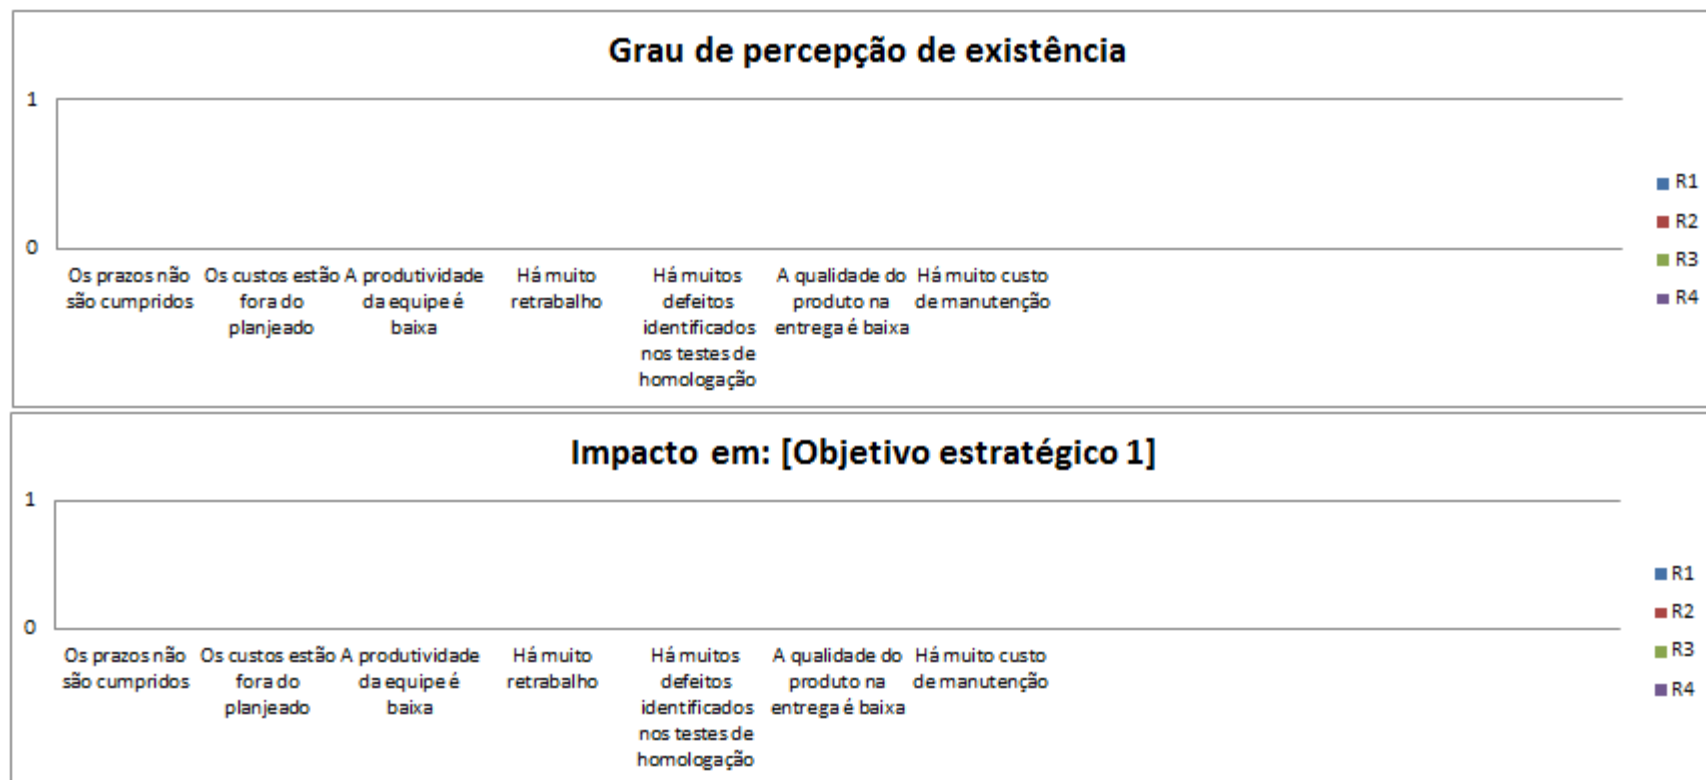 Grau de percepção de existência
1
0
R1
R2
R3
R4
Os prazos não
são cumpridos
Os custos estão
fora do
planjeado
A produtividade
da equipe é
baixa
Há muito
retrabalho
Há muitos
defeitos
identificados
nos testes de
homologação
A qualidade do
produto na
entrega é baixa
Há muito custo
de manutenção
Impacto em: [Objetivo estratégico 1]
1
0
R1
R2
R3
R4
Os prazos não
são cumpridos
Os custos estão
fora do
planjeado
A produtividade
da equipe é
baixa
Há muito
retrabalho
Há muitos
defeitos
identificados
nos testes de
homologação
A qualidade do
produto na
entrega é baixa
Há muito custo
de manutenção